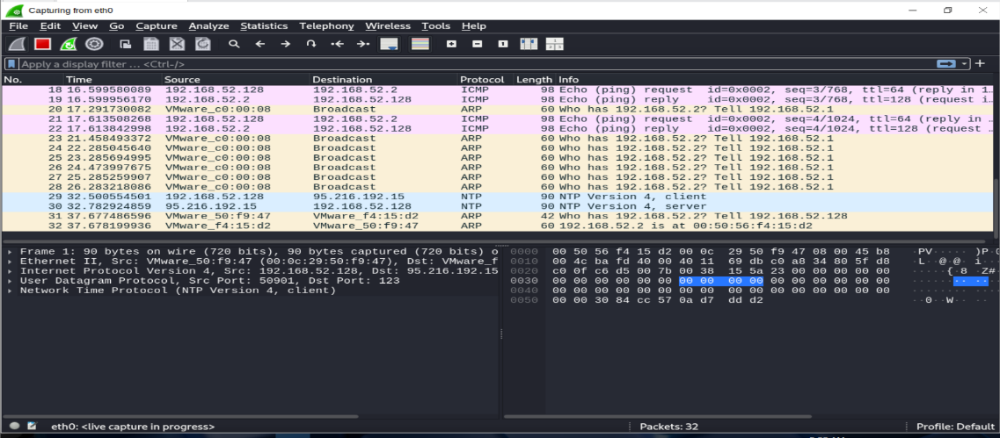 Capturing from eth0
File Edit View Go Capture Analyze Statistics Telephony Wireless Tools Help
Apply a display filter ... <Ctrl-/>
No. Time Source Destination Protocol Length Info
18 16.599580089 192.168.52.128 192.168.52.2 ICMP 98 Echo (ping) request id=0x0002, seq=3/768, ttl=64 (reply in 1…
19 16.599956170 192.168.52.2 192.168.52.128 ICMP 98 Echo (ping) reply id=0x0002, seq=3/768, ttl=128 (request i…
20 17.291730082 VMware_c0:00:08 Broadcast ARP 60 Who has 192.168.52.2? Tell 192.168.52.1
21 17.613508268 192.168.52.128 192.168.52.2 ICMP 98 Echo (ping) request id=0x0002, seq=4/1024, ttl=64 (reply in …
22 17.613842998 192.168.52.2 192.168.52.128 ICMP 98 Echo (ping) reply id=0x0002, seq=4/1024, ttl=128 (request …
23 21.458493372 VMware_c0:00:08 Broadcast ARP 60 Who has 192.168.52.2? Tell 192.168.52.1
24 22.285045640 VMware_c0:00:08 Broadcast ARP 60 Who has 192.168.52.2? Tell 192.168.52.1
25 23.285694995 VMware_c0:00:08 Broadcast ARP 60 Who has 192.168.52.2? Tell 192.168.52.1
26 24.473997675 VMware_c0:00:08 Broadcast ARP 60 Who has 192.168.52.2? Tell 192.168.52.1
27 25.285259907 VMware_c0:00:08 Broadcast ARP 60 Who has 192.168.52.2? Tell 192.168.52.1
28 26.283218086 VMware_c0:00:08 Broadcast ARP 60 Who has 192.168.52.2? Tell 192.168.52.1
29 32.500554501 192.168.52.128 95.216.192.15 NTP 90 NTP Version 4, client
30 32.782924859 95.216.192.15 192.168.52.128 NTP 90 NTP Version 4, server
31 37.677486596 VMware_50:f9:47 VMware_f4:15:d2 ARP 42 Who has 192.168.52.2? Tell 192.168.52.128
32 37.678199936 VMware_f4:15:d2 VMware_50:f9:47 ARP 60 192.168.52.2 is at 00:50:56:f4:15:d2
Frame 1: 90 bytes on wire (720 bits), 90 bytes captured (720 bits) o
Ethernet II, Src: VMware_50:f9:47 (00:0c:29:50:f9:47), Dst: VMware_f
Internet Protocol Version 4, Src: 192.168.52.128, Dst: 95.216.192.15
User Datagram Protocol, Src Port: 50901, Dst Port: 123
Network Time Protocol (NTP Version 4, client)
0000 00 50 56 f4 15 d2 00 0c 29 50 f9 47 08 00 45 b8 ·PV····· )P·G
0010 00 4c ba fd 40 00 40 11 69 db c0 a8 34 80 5f d8 ·L··@·@· i···
0020 c0 0f c6 d5 00 7b 00 38 15 5a 23 00 00 00 00 00 ·····{·8 ·Z#·
0030 00 00 00 00 00 00 00 00 00 00 00 00 00 00 00 00 ········ ····
0040 00 00 00 00 00 00 00 00 00 00 00 00 00 00 00 00 ········ ····
0050 00 00 30 84 cc 57 0a d7 dd d2 ··0··W·· ··
eth0: <live capture in progress>
Packets: 32
Profile: Default